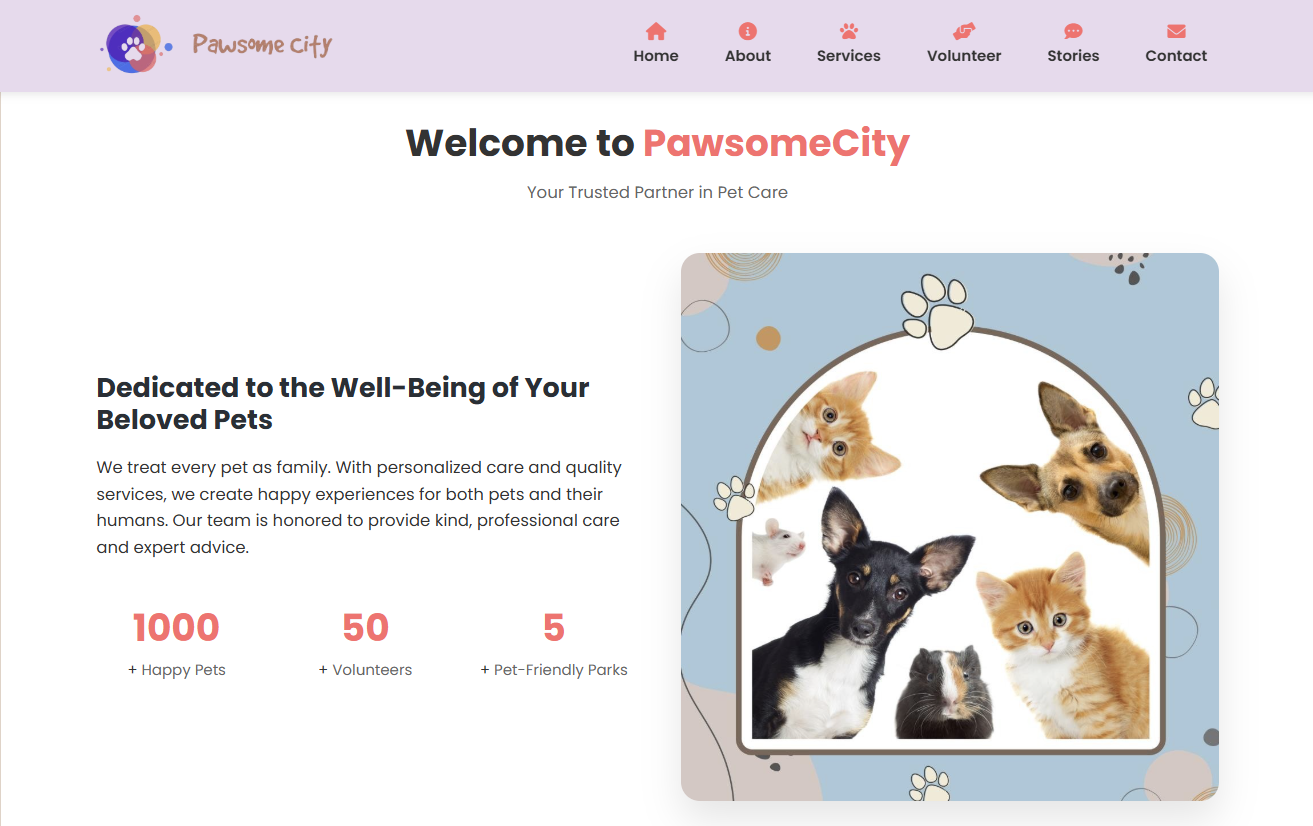 Pawsome City
Home
About
Services
Volunteer
Stories
Contact
Welcome to PawsomeCity
Your Trusted Partner in Pet Care
Dedicated to the Well-Being of Your
Beloved Pets
We treat every pet as family. With personalized care and quality
services, we create happy experiences for both pets and their
humans. Our team is honored to provide kind, professional care
and expert advice.
1000
+ Happy Pets
50
+ Volunteers
5
+ Pet-Friendly Parks